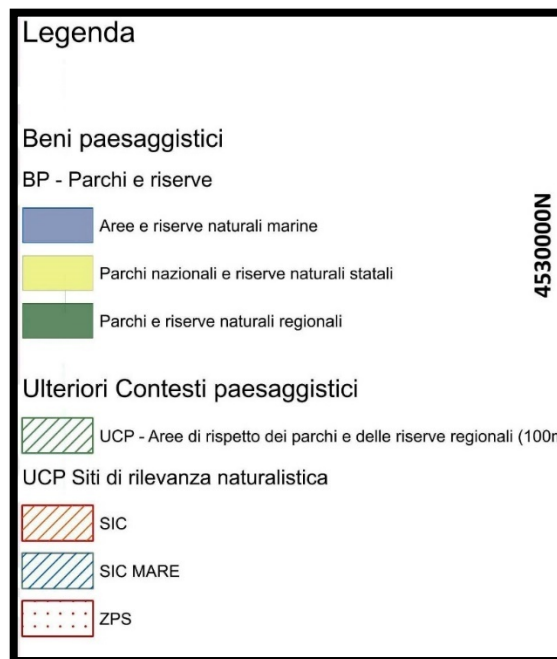 Legenda
Beni paesaggistici
BP - Parchi e riserve
Aree e riserve naturali marine
Parchi nazionali e riserve naturali statali
Parchi e riserve naturali regionali
Ulteriori Contesti paesaggistici
UCP - Aree di rispetto dei parchi e delle riserve regionali (100m
UCP Siti di rilevanza naturalistica
SIC
SIC MARE
ZPS
4530000N